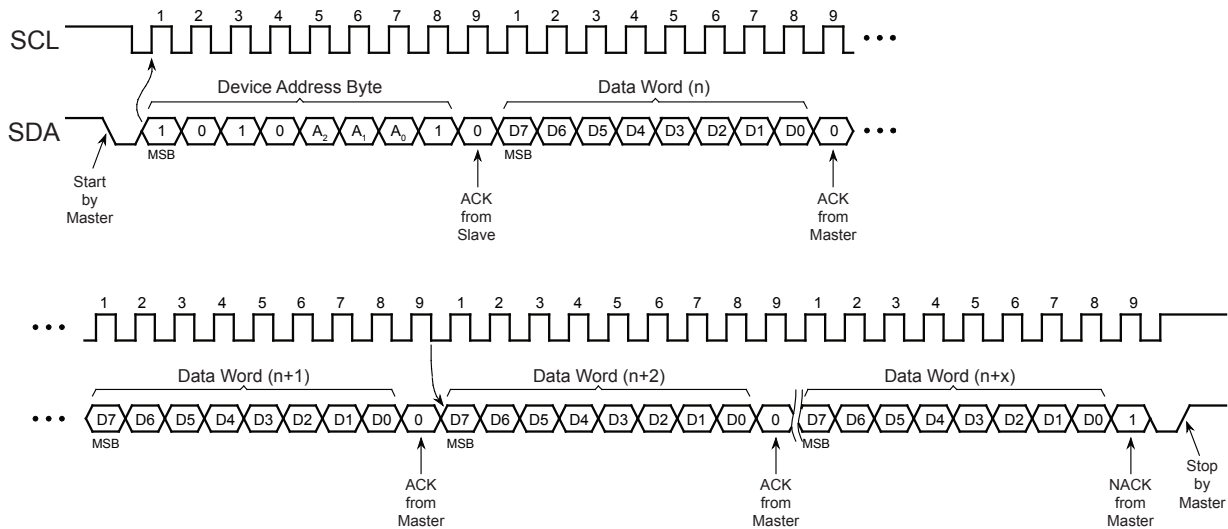 1 2 3 4 5 6 7 8 9 1 2 3 4 5 6 7 8 9
SCL
•••
Device Address Byte Data Word (n)
SDA 1 0 1 0 A₂ A₁ A₀ 1 0 D7 D6 D5 D4 D3 D2 D1 D0 0 •••
MSB MSB
Start
by
Master
ACK
from
Slave
ACK
from
Master
1 2 3 4 5 6 7 8 9 1 2 3 4 5 6 7 8 9 1 2 3 4 5 6 7 8 9
•••
Data Word (n+1) Data Word (n+2) Data Word (n+x)
••• D7 D6 D5 D4 D3 D2 D1 D0 0 D7 D6 D5 D4 D3 D2 D1 D0 0 D7 D6 D5 D4 D3 D2 D1 D0 1
MSB MSB MSB
ACK
from
Master
ACK
from
Master
NACK
from
Master
Stop
by
Master